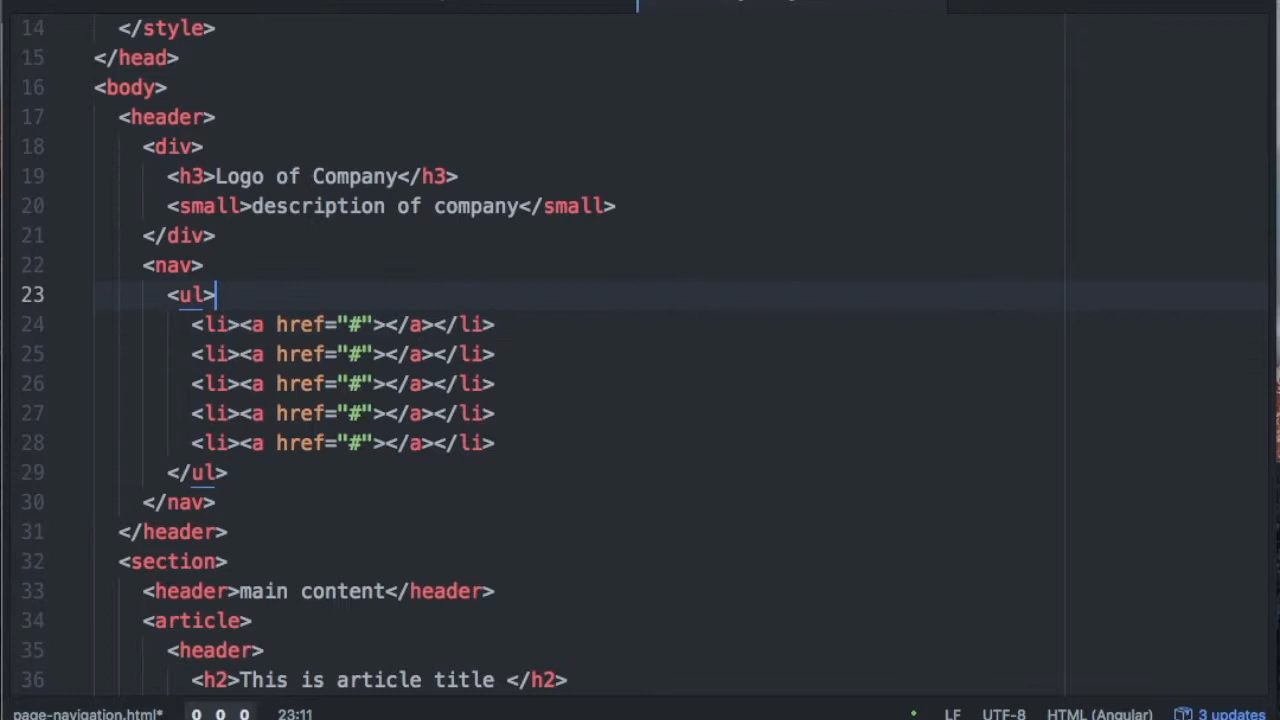 14 </style>
15 </head>
16 <body>
17 <header>
18 <div>
19 <h3>Logo of Company</h3>
20 <small>description of company</small>
21 </div>
22 <nav>
23 <ul>
24 <li><a href="#"></a></li>
25 <li><a href="#"></a></li>
26 <li><a href="#"></a></li>
27 <li><a href="#"></a></li>
28 <li><a href="#"></a></li>
29 </ul>
30 </nav>
31 </header>
32 <section>
33 <header>main content</header>
34 <article>
35 <header>
36 <h2>This is article title </h2>
page-navigation.html* 0 0 0 23:11 LF UTF-8 HTML (Angular) 3 updates